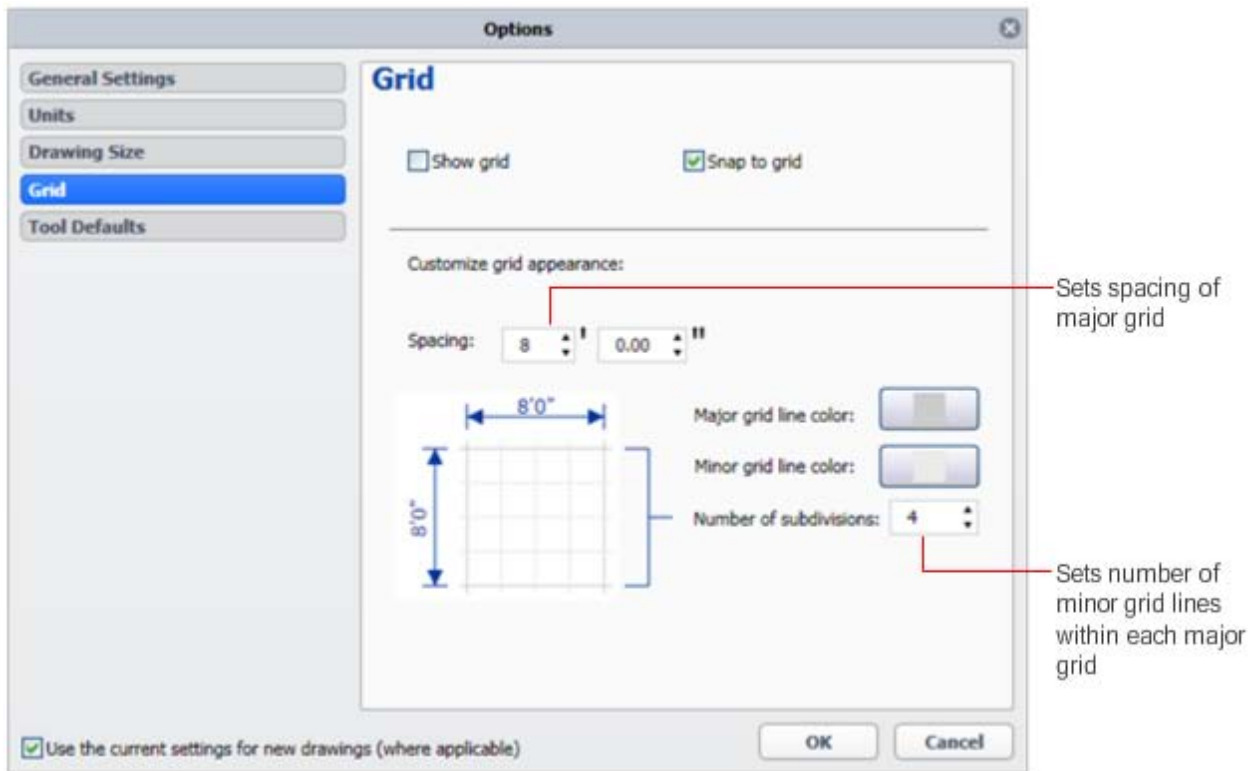 Options
General Settings
Units
Drawing Size
Grid
Tool Defaults
Grid
Show grid
Snap to grid
Customize grid appearance:
Spacing: 8 ' 0.00 "
Sets spacing of
major grid
8'0"
8'0"
Major grid line color:
Minor grid line color:
Number of subdivisions: 4
Sets number of
minor grid lines
within each major
grid
Use the current settings for new drawings (where applicable)
OK
Cancel